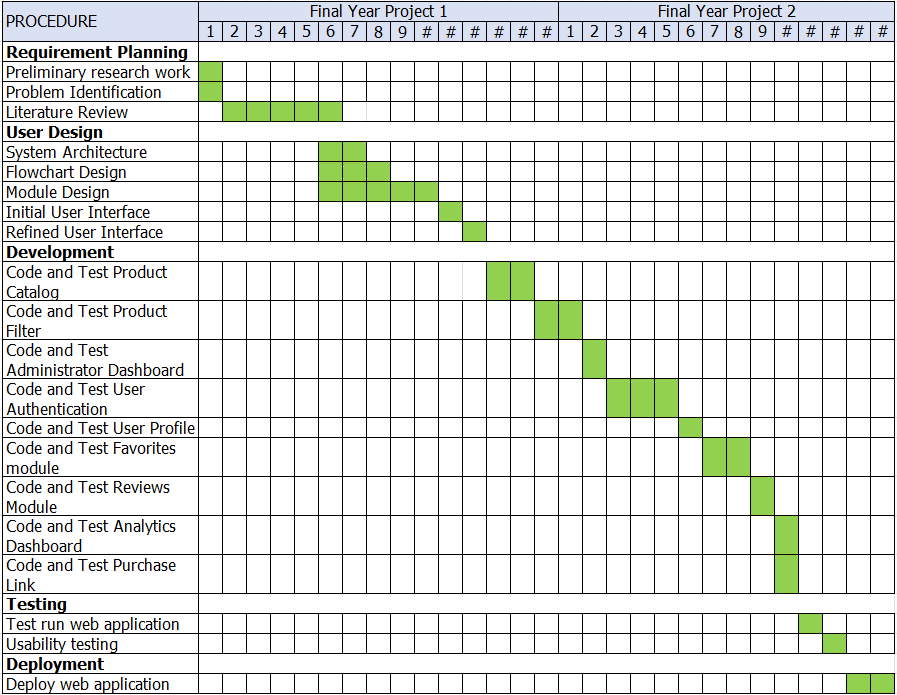 PROCEDURE
Final Year Project 1 Final Year Project 2
1 2 3 4 5 6 7 8 9 # # # # # # 1 2 3 4 5 6 7 8 9 # # # # #
Requirement Planning
Preliminary research work
Problem Identification
Literature Review
User Design
System Architecture
Flowchart Design
Module Design
Initial User Interface
Refined User Interface
Development
Code and Test Product
Catalog
Code and Test Product
Filter
Code and Test
Administrator Dashboard
Code and Test User
Authentication
Code and Test User Profile
Code and Test Favorites
module
Code and Test Reviews
Module
Code and Test Analytics
Dashboard
Code and Test Purchase
Link
Testing
Test run web application
Usability testing
Deployment
Deploy web application